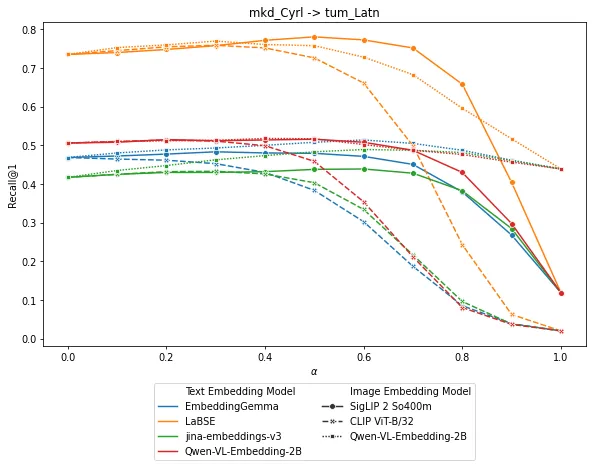 mkd_Cyrl -> tum_Latn
Recall@1
0.8
0.7
0.6
0.5
0.4
0.3
0.2
0.1
0.0
0.0 0.2 0.4 0.6 0.8 1.0
α
Text Embedding Model Image Embedding Model
EmbeddingGemma SigLIP 2 So400m
LaBSE CLIP ViT-B/32
jina-embeddings-v3 Qwen-VL-Embedding-2B
Qwen-VL-Embedding-2B